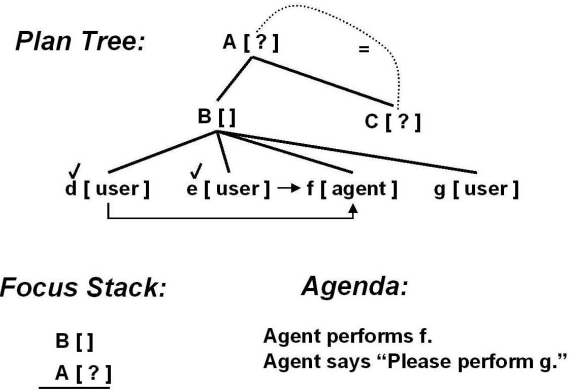 Plan Tree:
A [ ? ]
=
B [ ]
C [ ? ]
✓ ✓
d [ user ] e [ user ] → f [ agent ] g [ user ]
Focus Stack:
Agenda:
B [ ]
A [ ? ]
Agent performs f.
Agent says “Please perform g.”